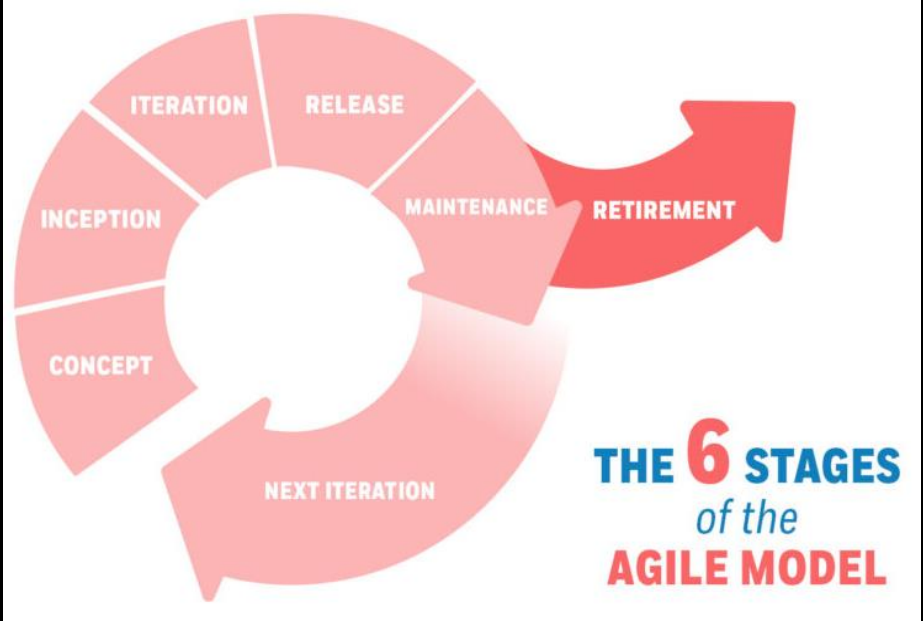 ITERATION
RELEASE
INCEPTION
MAINTENANCE
RETIREMENT
CONCEPT
NEXT ITERATION
THE 6 STAGES
of the
AGILE MODEL